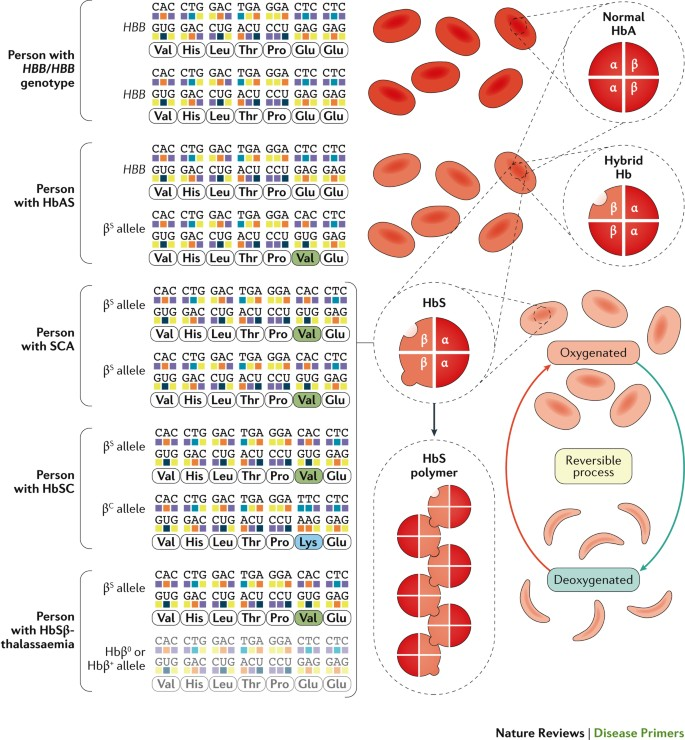 Person with
HBB/HBB
genotype
HBB
CAC CTG GAC TGA GGA CTC CTC
GUG GAC CUG ACU CCU GAG GAG
Val His Leu Thr Pro Glu Glu
HBB
CAC CTG GAC TGA GGA CTC CTC
GUG GAC CUG ACU CCU GAG GAG
Val His Leu Thr Pro Glu Glu
Person
with HbAS
HBB
CAC CTG GAC TGA GGA CTC CTC
GUG GAC CUG ACU CCU GAG GAG
Val His Leu Thr Pro Glu Glu
βS allele
CAC CTG GAC TGA GGA CAC CTC
GUG GAC CUG ACU CCU GUG GAG
Val His Leu Thr Pro Val Glu
Person
with SCA
βS allele
CAC CTG GAC TGA GGA CAC CTC
GUG GAC CUG ACU CCU GUG GAG
Val His Leu Thr Pro Val Glu
βS allele
CAC CTG GAC TGA GGA CAC CTC
GUG GAC CUG ACU CCU GUG GAG
Val His Leu Thr Pro Val Glu
Person
with HbSC
βS allele
CAC CTG GAC TGA GGA CAC CTC
GUG GAC CUG ACU CCU GUG GAG
Val His Leu Thr Pro Val Glu
βC allele
CAC CTG GAC TGA GGA TTC CTC
GUG GAC CUG ACU CCU AAG GAG
Val His Leu Thr Pro Lys Glu
Person
with HbSβ-
thalassaemia
βS allele
CAC CTG GAC TGA GGA CAC CTC
GUG GAC CUG ACU CCU GUG GAG
Val His Leu Thr Pro Val Glu
Hbβ0 or
Hbβ+ allele
CAC CTG GAC TGA GGA CTC CTC
GUG GAC CUG ACU CCU GAG GAG
Val His Leu Thr Pro Glu Glu
Normal
HbA
α β
α β
Hybrid
Hb
β α
β α
HbS
β α
β α
HbS
polymer
Oxygenated
Reversible
process
Deoxygenated
Nature Reviews | Disease Primers